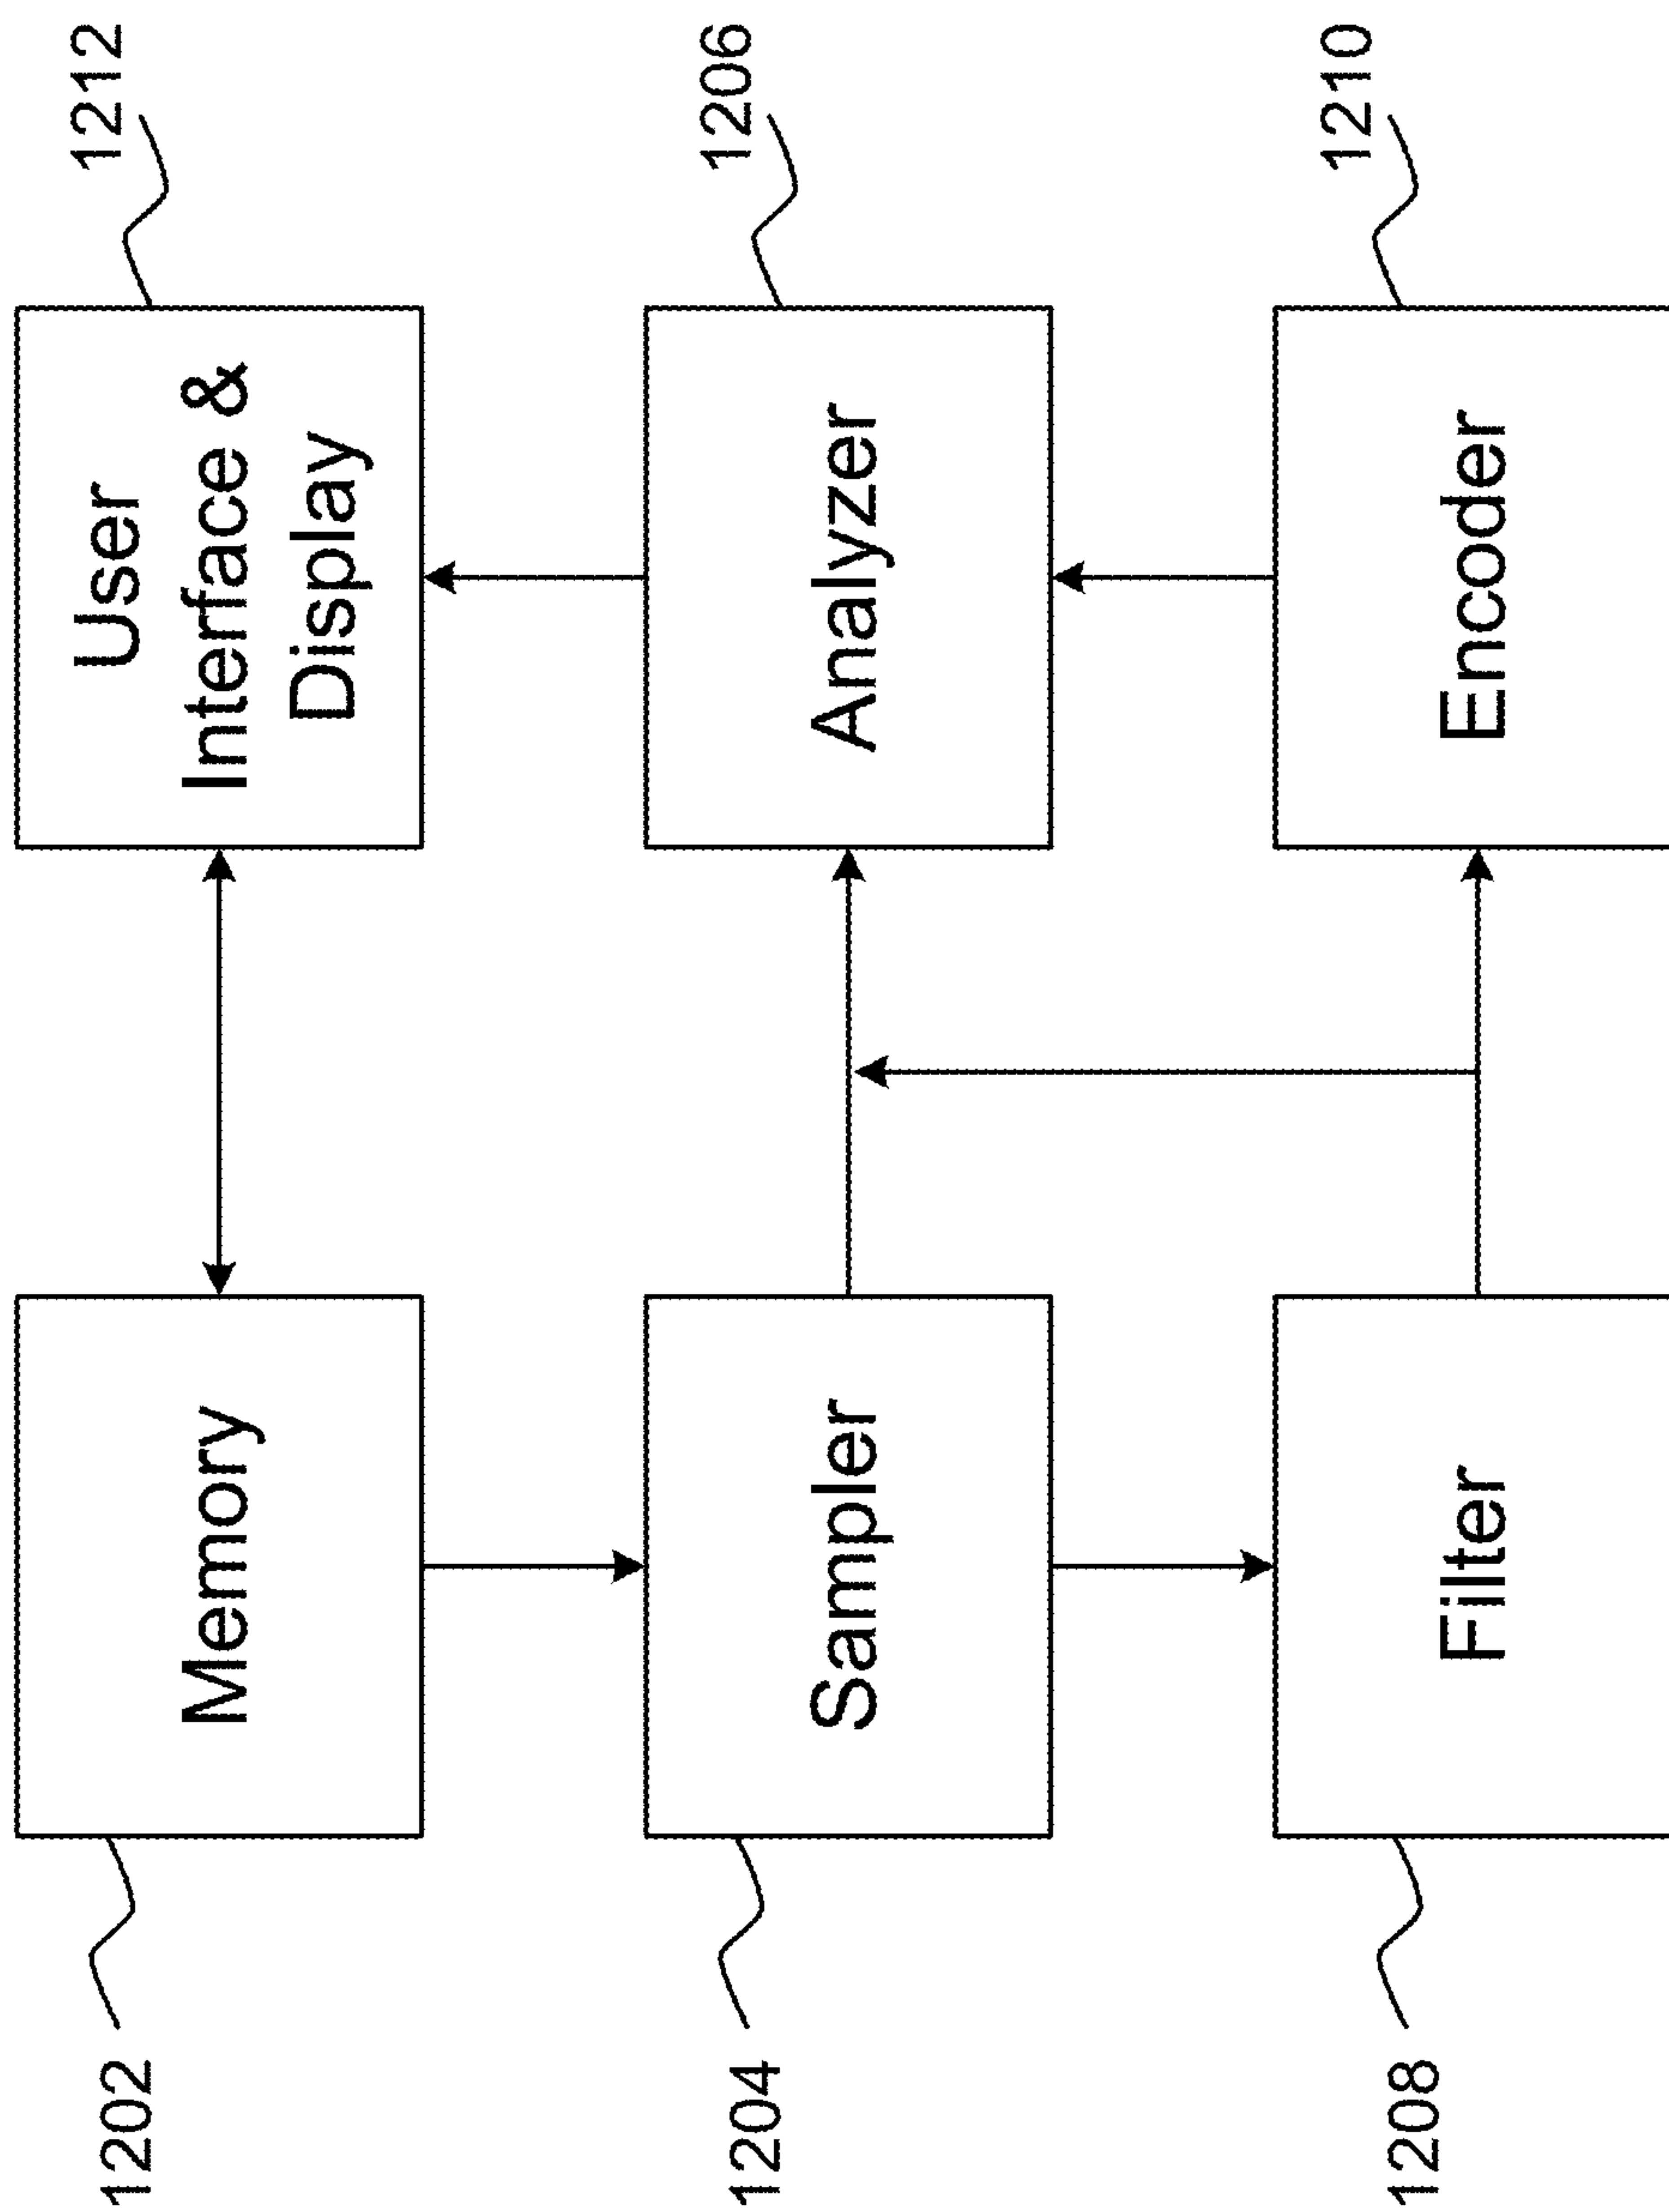 1202
Memory
User
Interface &
Display
1212
1204
Sampler
Analyzer
1206
1208
Filter
Encoder
1210